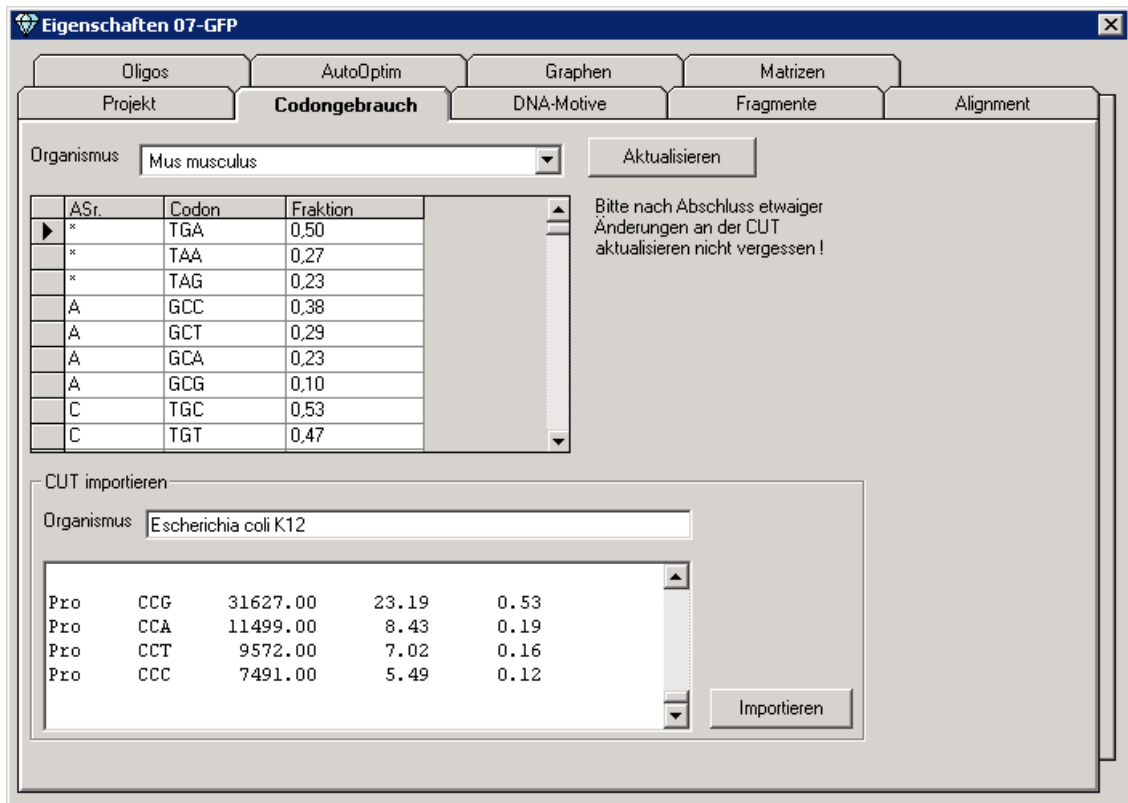 Eigenschaften 07-GFP
Oligos AutoOptim Graphen Matrizen
Projekt Codongebrauch DNA-Motive Fragmente Alignment
Organismus Mus musculus Aktualisieren
Bitte nach Abschluss etwaiger
Änderungen an der CUT
aktualisieren nicht vergessen !
ASr. Codon Fraktion
* TGA 0,50
* TAA 0,27
* TAG 0,23
A GCC 0,38
A GCT 0,29
A GCA 0,23
A GCG 0,10
C TGC 0,53
C TGT 0,47
CUT importieren
Organismus Escherichia coli K12
Pro CCG 31627.00 23.19 0.53
Pro CCA 11499.00 8.43 0.19
Pro CCT 9572.00 7.02 0.16
Pro CCC 7491.00 5.49 0.12
Importieren